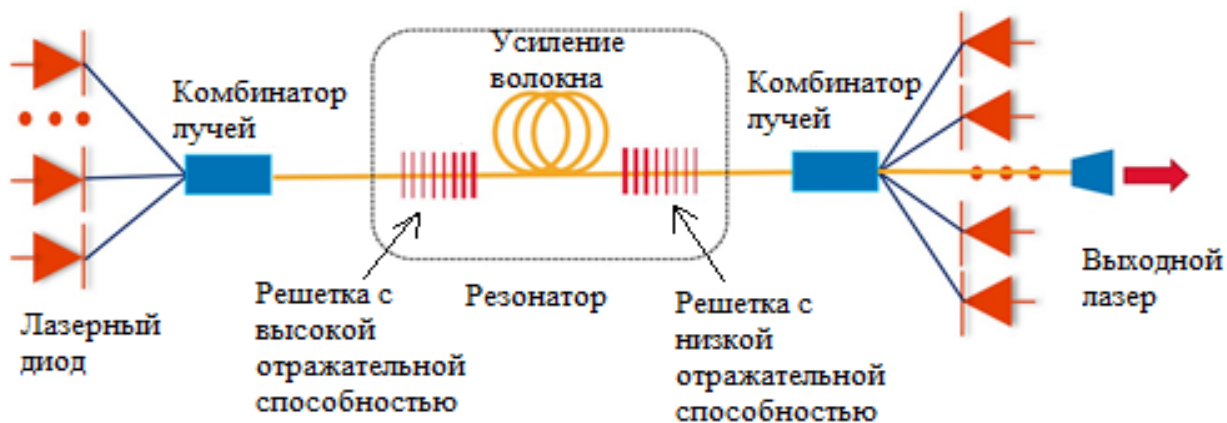 Усиление
волокна
Комбинатор
лучей
Комбинатор
лучей
Лазерный
диод
Решетка с
высокой
отражательной
способностью
Резонатор
Решетка с
низкой
отражательной
способностью
Выходной
лазер